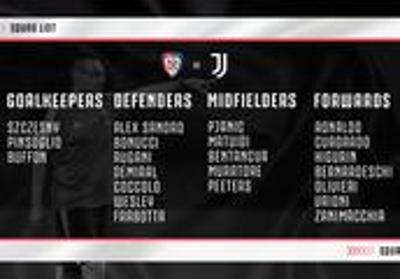 SQUAD LIST
GOALKEEPERS
SZCZESNY
PINSOGLIO
BUFFON
DEFENDERS
ALEX SANDRO
BONUCCI
RUGANI
DEMIRAL
COCCOLO
WESLEY
FRABOTTA
MIDFIELDERS
PJANIC
MATUIDI
BENTANCUR
MURATORE
PEETERS
FORWARDS
RONALDO
CUADRADO
HIGUAIN
BERNARDESCHI
OLIVIERI
VRIONI
ZANIMACCHIA